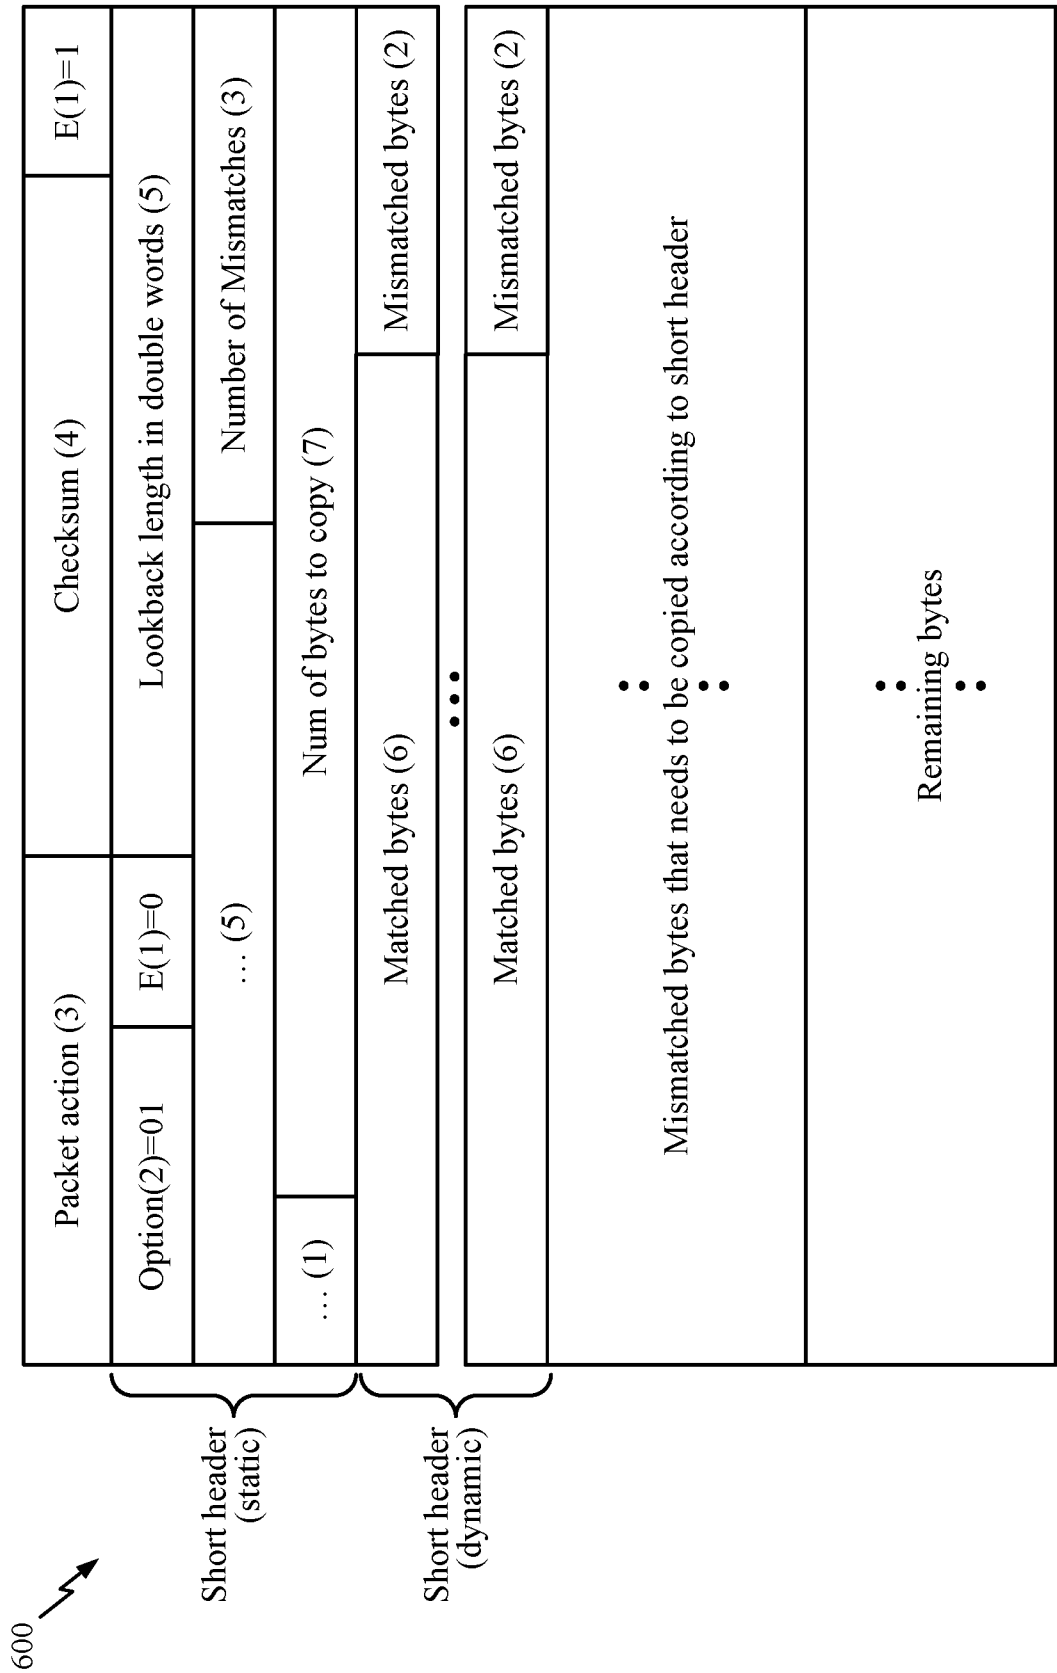 600
Packet action (3)
Checksum (4)
E(1)=1
Short header
(static)
Option(2)=01
E(1)=0
Lookback length in double words (5)
… (5)
Number of Mismatches (3)
… (1)
Num of bytes to copy (7)
Short header
(dynamic)
Matched bytes (6)
Mismatched bytes (2)
Matched bytes (6)
Mismatched bytes (2)
Mismatched bytes that needs to be copied according to short header
Remaining bytes